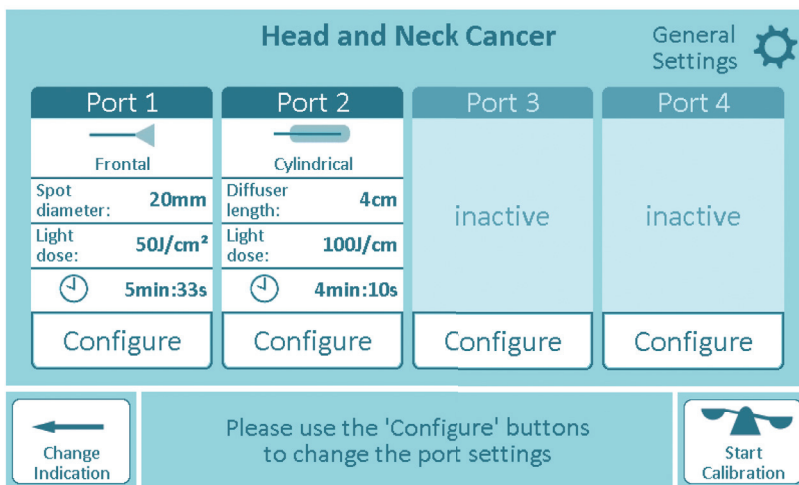 Head and Neck Cancer
General
Settings
Port 1
Frontal
Spot
diameter:
20mm
Light
dose:
50J/cm²
5min:33s
Configure
Port 2
Cylindrical
Diffuser
length:
4cm
Light
dose:
100J/cm
4min:10s
Configure
Port 3
inactive
Configure
Port 4
inactive
Configure
Change
Indication
Please use the 'Configure' buttons
to change the port settings
Start
Calibration